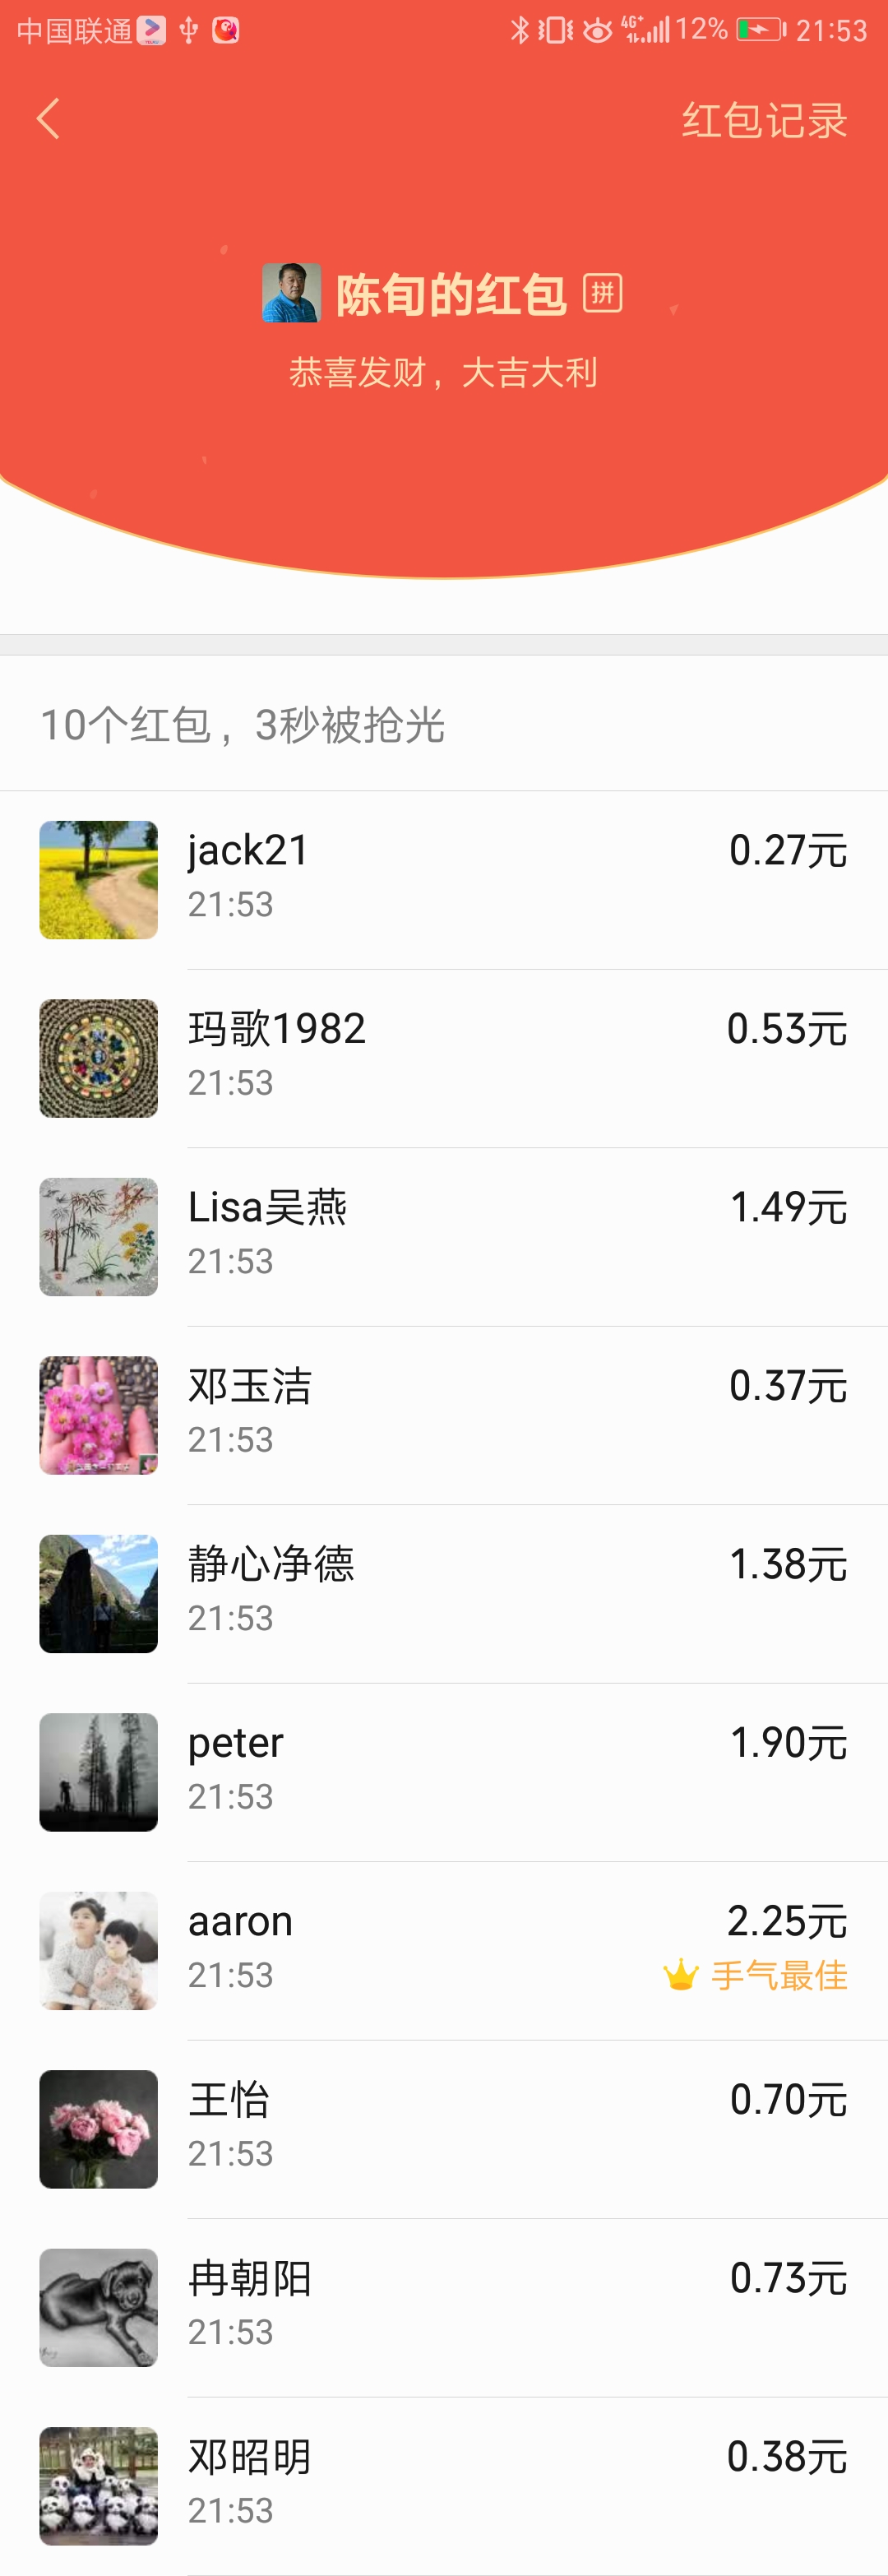 中国联通 4G+ 12% 21:53
红包记录
陈旬的红包 拼
恭喜发财，大吉大利
10个红包，3秒被抢光
jack21 0.27元
21:53
玛歌1982 0.53元
21:53
Lisa吴燕 1.49元
21:53
邓玉洁 0.37元
21:53
静心净德 1.38元
21:53
peter 1.90元
21:53
aaron 2.25元
21:53 手气最佳
王怡 0.70元
21:53
冉朝阳 0.73元
21:53
邓昭明 0.38元
21:53